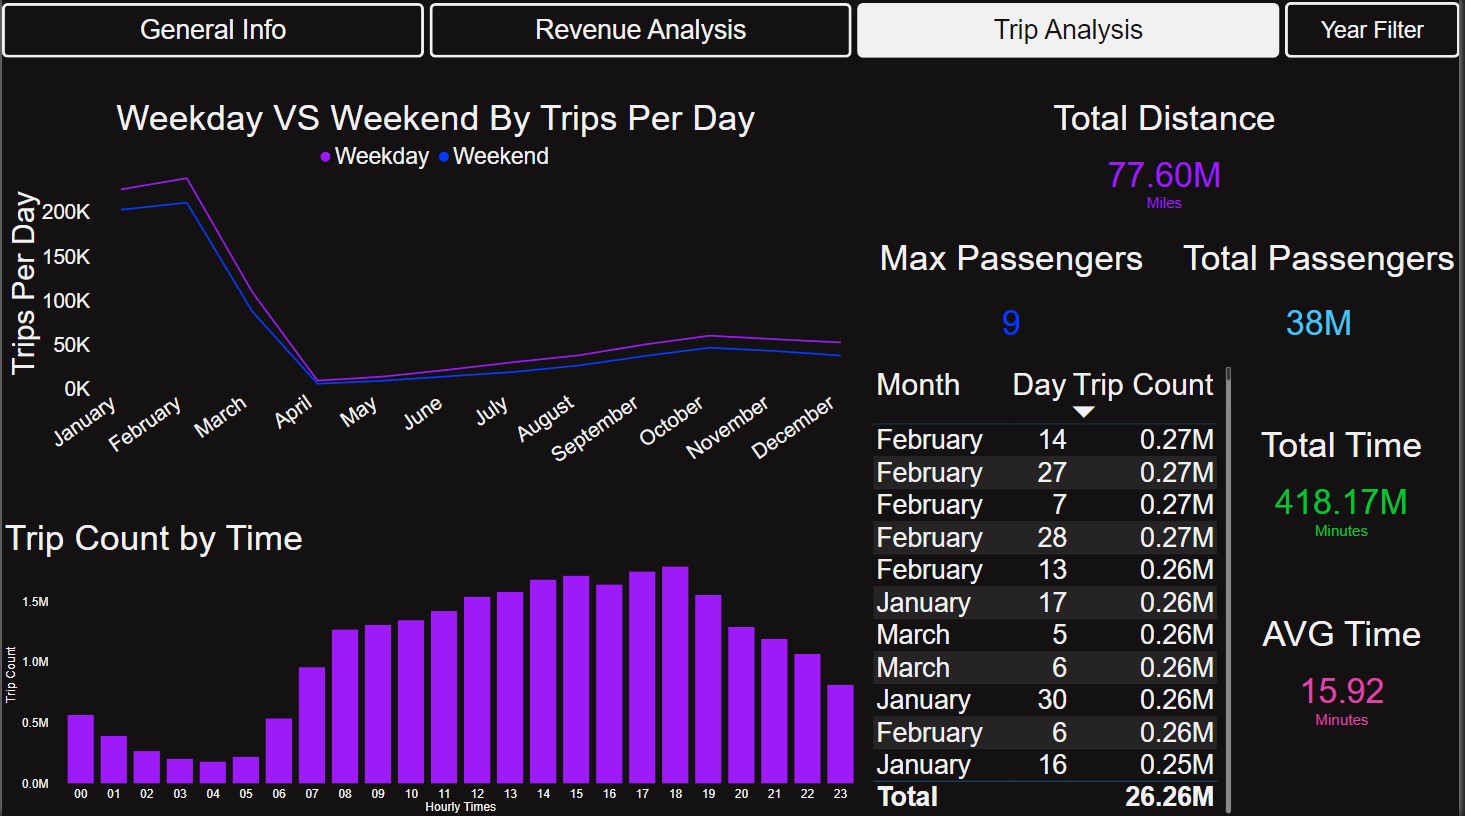 General Info
Revenue Analysis
Trip Analysis
Year Filter
Weekday VS Weekend By Trips Per Day
Weekday Weekend
Trips Per Day
200K
150K
100K
50K
0K
January
February
March
April
May
June
July
August
September
October
November
December
Total Distance
77.60M
Miles
Max Passengers
9
Total Passengers
38M
Month Day Trip Count
February 14 0.27M
February 27 0.27M
February 7 0.27M
February 28 0.27M
February 13 0.26M
January 17 0.26M
March 5 0.26M
March 6 0.26M
January 30 0.26M
February 6 0.26M
January 16 0.25M
Total 26.26M
Total Time
418.17M
Minutes
AVG Time
15.92
Minutes
Trip Count by Time
Trip Count
1.5M
1.0M
0.5M
0.0M
00 01 02 03 04 05 06 07 08 09 10 11 12 13 14 15 16 17 18 19 20 21 22 23
Hourly Times